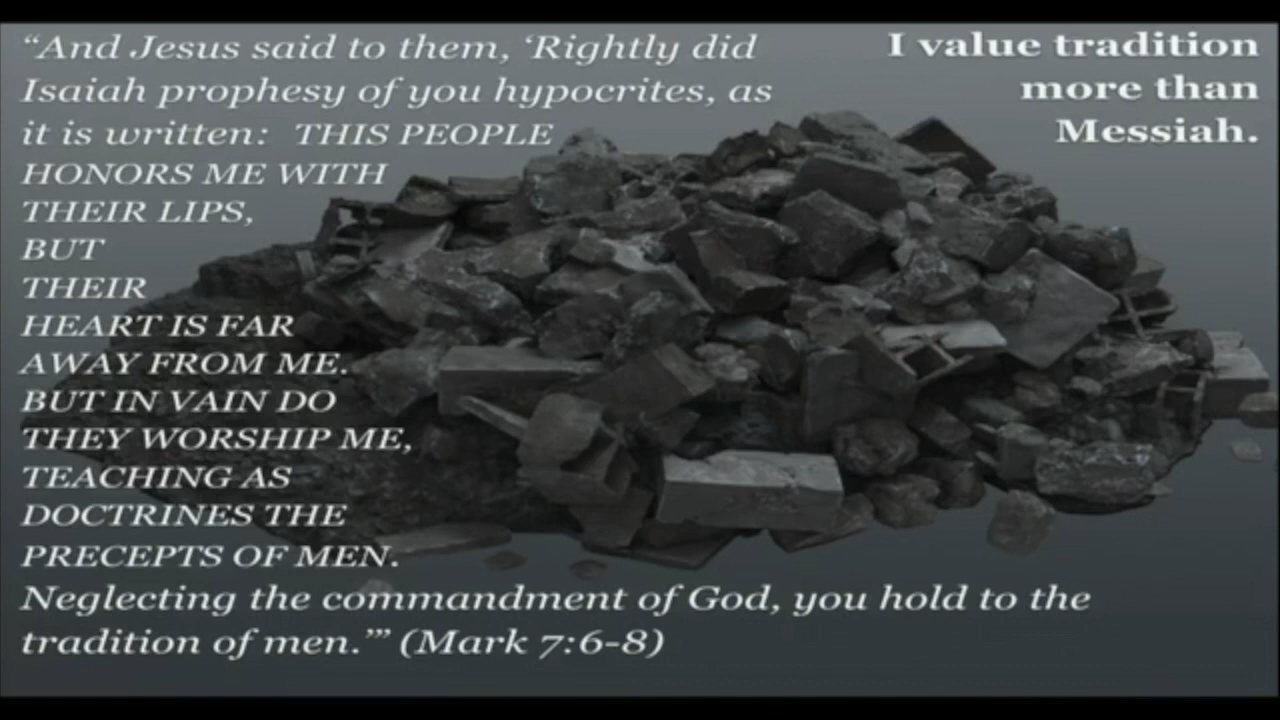 “And Jesus said to them, ‘Rightly did
Isaiah prophesy of you hypocrites, as
it is written:  THIS PEOPLE
HONORS ME WITH
THEIR LIPS,
BUT
THEIR
HEART IS FAR
AWAY FROM ME.
BUT IN VAIN DO
THEY WORSHIP ME,
TEACHING AS
DOCTRINES THE
PRECEPTS OF MEN.
Neglecting the commandment of God, you hold to the
tradition of men.’” (Mark 7:6-8)
I value tradition
more than
Messiah.